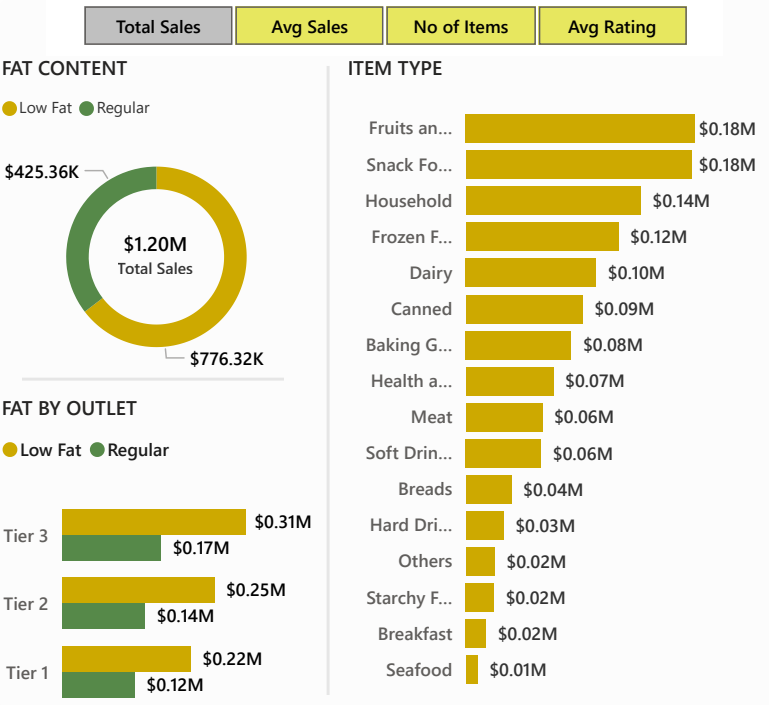 Total Sales Avg Sales No of Items Avg Rating
FAT CONTENT
Low Fat Regular
$425.36K
$1.20M
Total Sales
$776.32K
FAT BY OUTLET
Low Fat Regular
Tier 3 $0.31M
$0.17M
Tier 2 $0.25M
$0.14M
Tier 1 $0.22M
$0.12M
ITEM TYPE
Fruits an... $0.18M
Snack Fo... $0.18M
Household $0.14M
Frozen F... $0.12M
Dairy $0.10M
Canned $0.09M
Baking G... $0.08M
Health a... $0.07M
Meat $0.06M
Soft Drin... $0.06M
Breads $0.04M
Hard Dri... $0.03M
Others $0.02M
Starchy F... $0.02M
Breakfast $0.02M
Seafood $0.01M